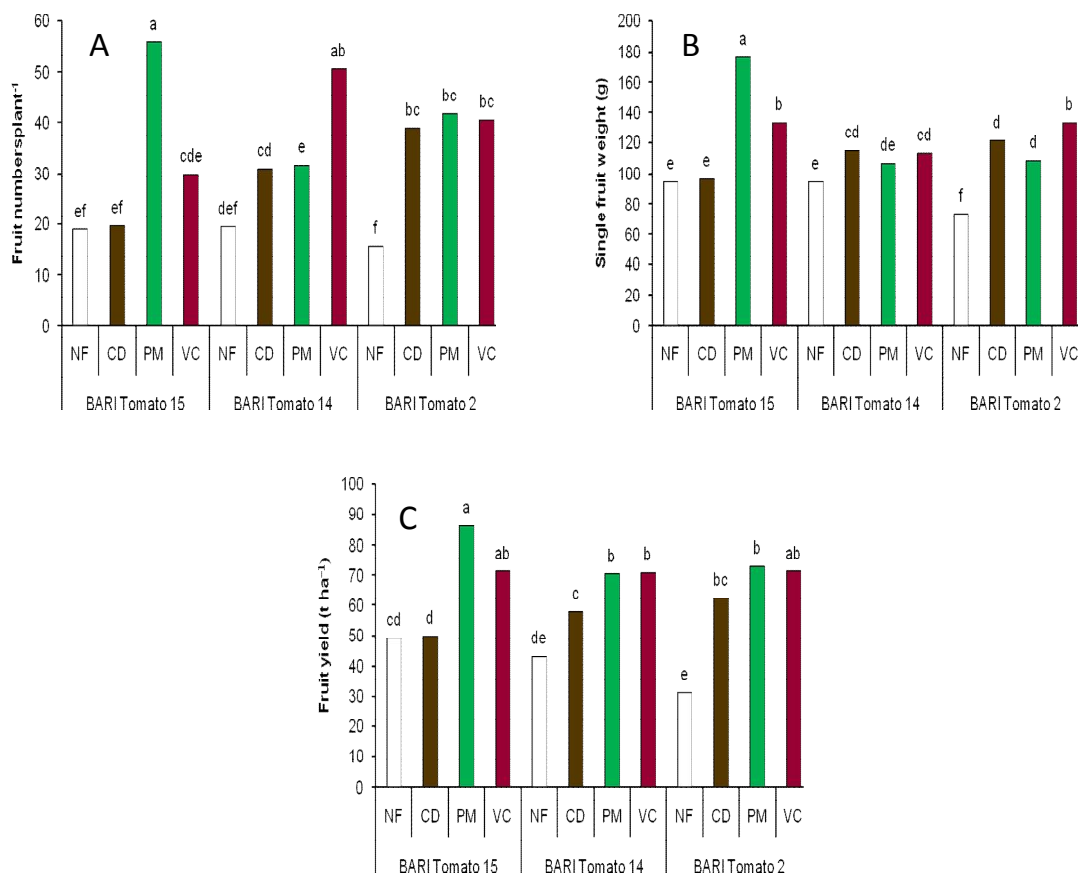 A
Fruit numbersplant⁻¹
60
50
40
30
20
10
0
ef
ef
a
cde
def
cd
e
ab
f
bc
bc
bc
NF CD PM VC NF CD PM VC NF CD PM VC
BARI Tomato 15 BARI Tomato 14 BARI Tomato 2
B
Single fruit weight (g)
200
180
160
140
120
100
80
60
40
20
0
e
e
a
b
e
cd
de
cd
f
d
d
b
NF CD PM VC NF CD PM VC NF CD PM VC
BARI Tomato 15 BARI Tomato 14 BARI Tomato 2
C
Fruit yield (t ha⁻¹)
100
90
80
70
60
50
40
30
20
10
0
cd
d
a
ab
de
c
b
b
e
bc
b
ab
NF CD PM VC NF CD PM VC NF CD PM VC
BARI Tomato 15 BARI Tomato 14 BARI Tomato 2